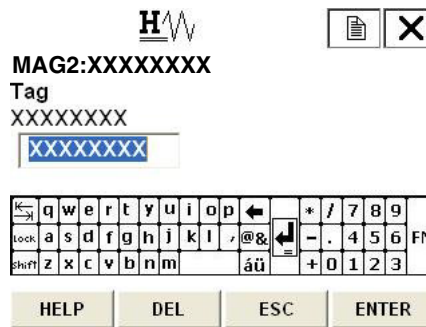 H
MAG2:XXXXXXXX
Tag
XXXXXXXX
XXXXXXXX
q w e r t y u i o p * / 7 8 9
Lock a s d f g h j k l , @& - . 4 5 6 FN
Shift z x c v b n m áü + 0 1 2 3
HELP DEL ESC ENTER